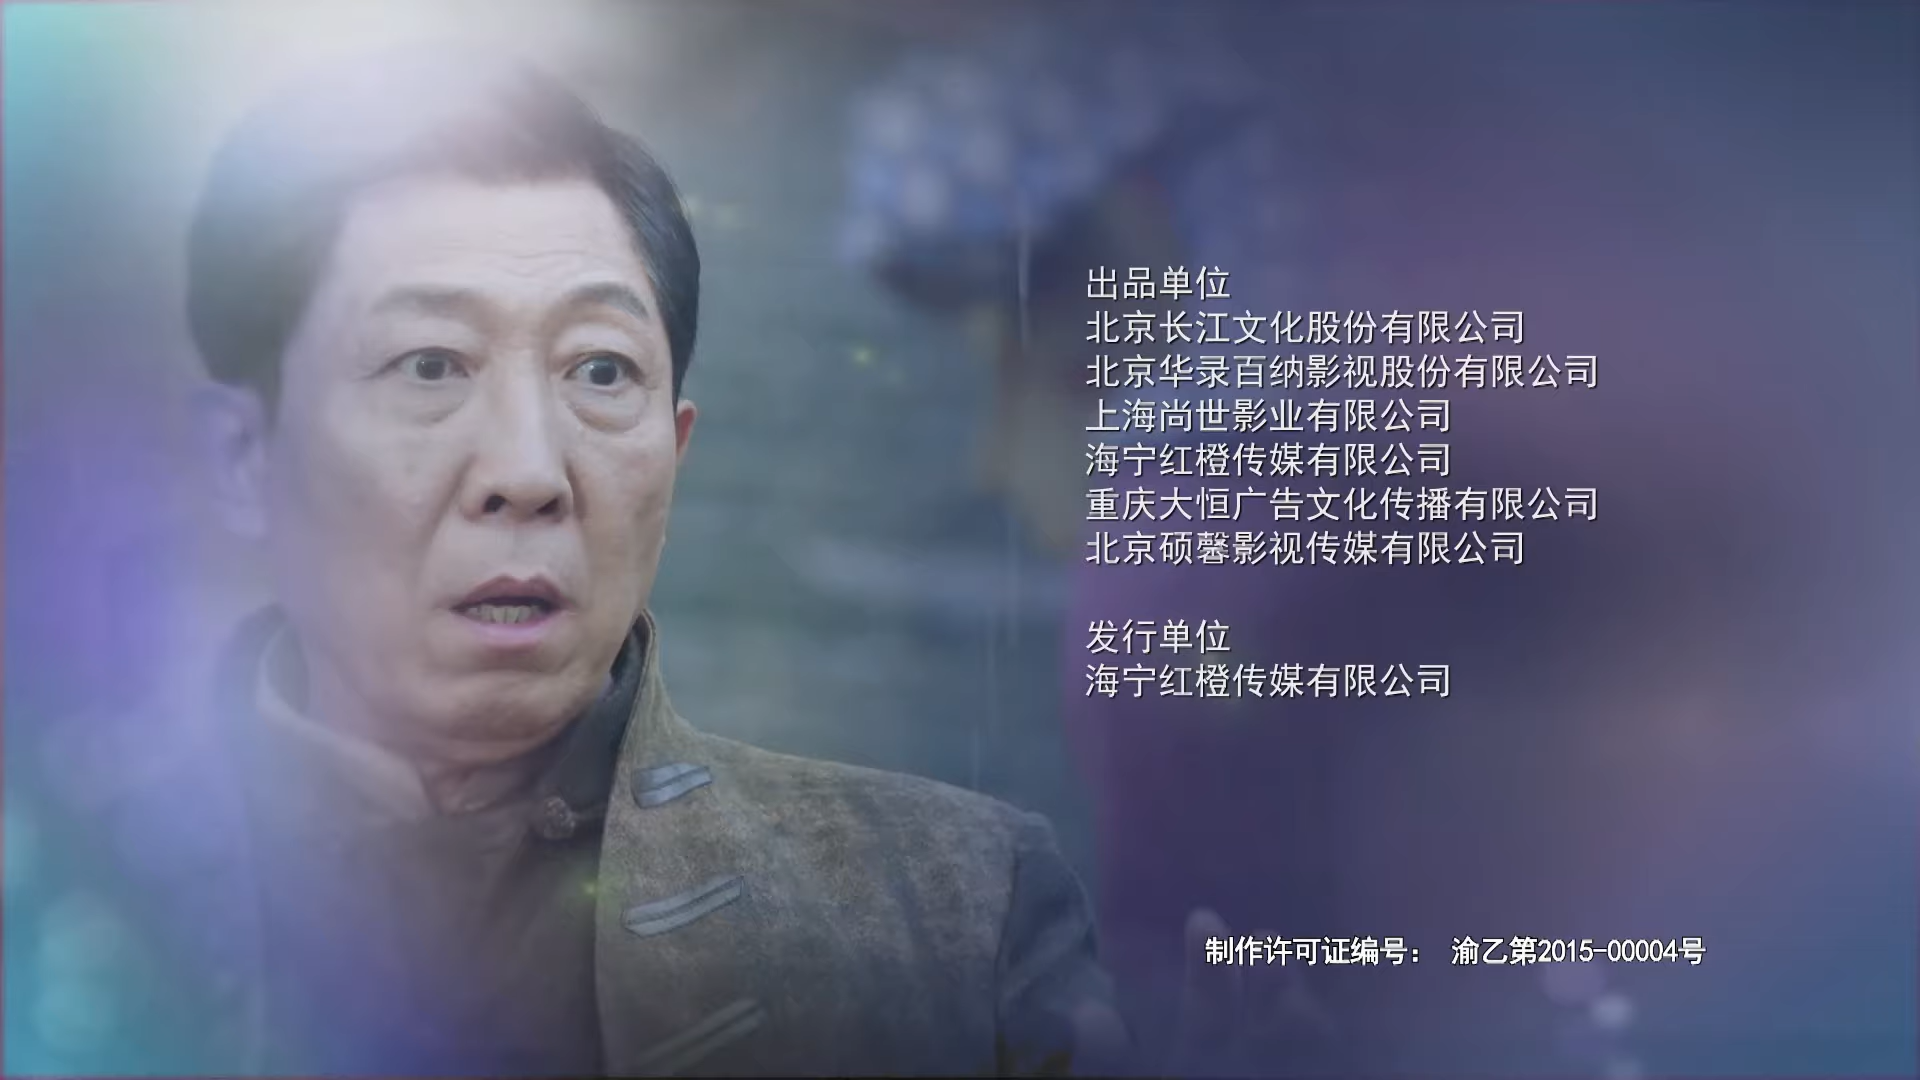 出品单位
北京长江文化股份有限公司
北京华录百纳影视股份有限公司
上海尚世影业有限公司
海宁红橙传媒有限公司
重庆大恒广告文化传播有限公司
北京硕馨影视传媒有限公司
发行单位
海宁红橙传媒有限公司
制作许可证编号： 渝乙第2015-00004号